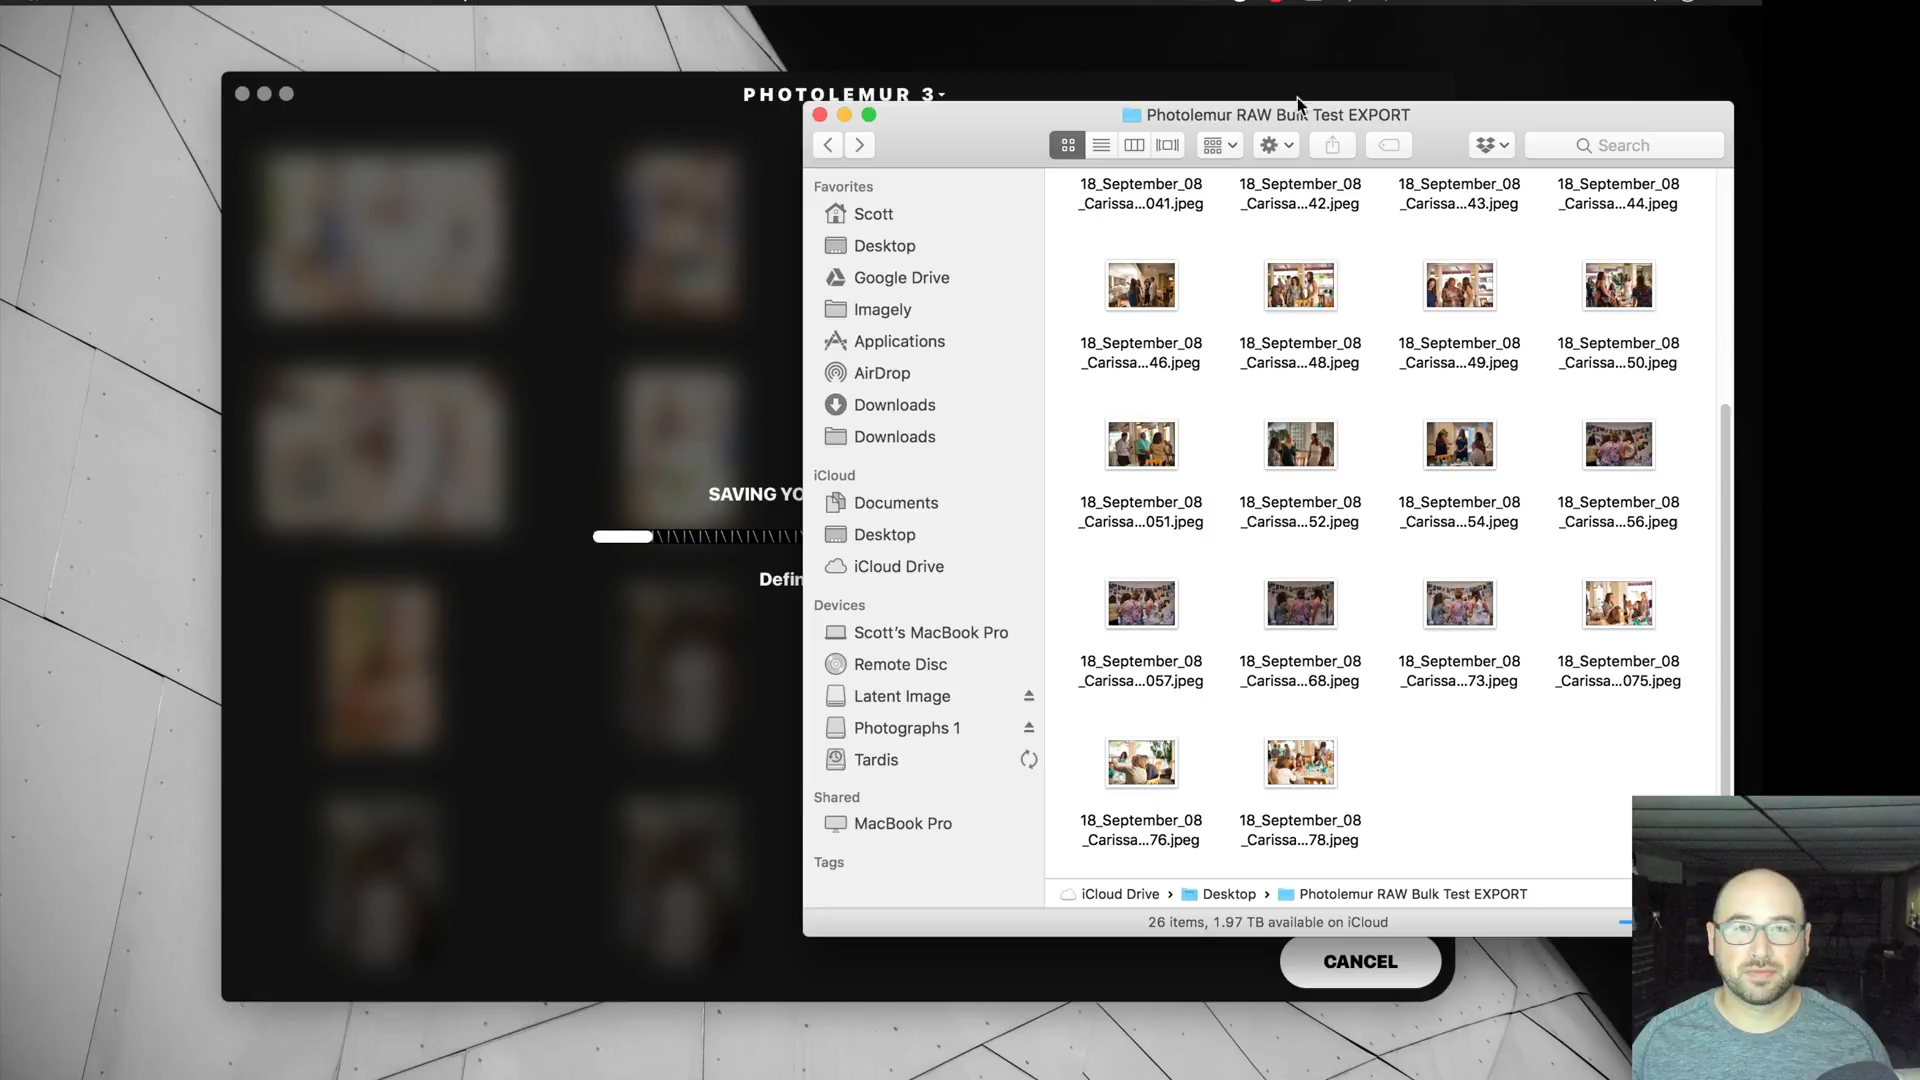 PHOTOLEMUR 3
Photolemur RAW Bulk Test EXPORT
Search
Favorites
Scott
Desktop
Google Drive
Imagely
Applications
AirDrop
Downloads
Downloads
iCloud
Documents
Desktop
iCloud Drive
Devices
Scott's MacBook Pro
Remote Disc
Latent Image
Photographs 1
Tardis
Shared
MacBook Pro
Tags
18_September_08 18_September_08 18_September_08 18_September_08
_Carissa...041.jpeg _Carissa...42.jpeg _Carissa...43.jpeg _Carissa...44.jpeg
18_September_08 18_September_08 18_September_08 18_September_08
_Carissa...46.jpeg _Carissa...48.jpeg _Carissa...49.jpeg _Carissa...50.jpeg
18_September_08 18_September_08 18_September_08 18_September_08
_Carissa...051.jpeg _Carissa...52.jpeg _Carissa...54.jpeg _Carissa...56.jpeg
18_September_08 18_September_08 18_September_08 18_September_08
_Carissa...057.jpeg _Carissa...68.jpeg _Carissa...73.jpeg _Carissa...075.jpeg
18_September_08 18_September_08
_Carissa...76.jpeg _Carissa...78.jpeg
iCloud Drive › Desktop › Photolemur RAW Bulk Test EXPORT
26 items, 1.97 TB available on iCloud
SAVING YO
Defin
CANCEL